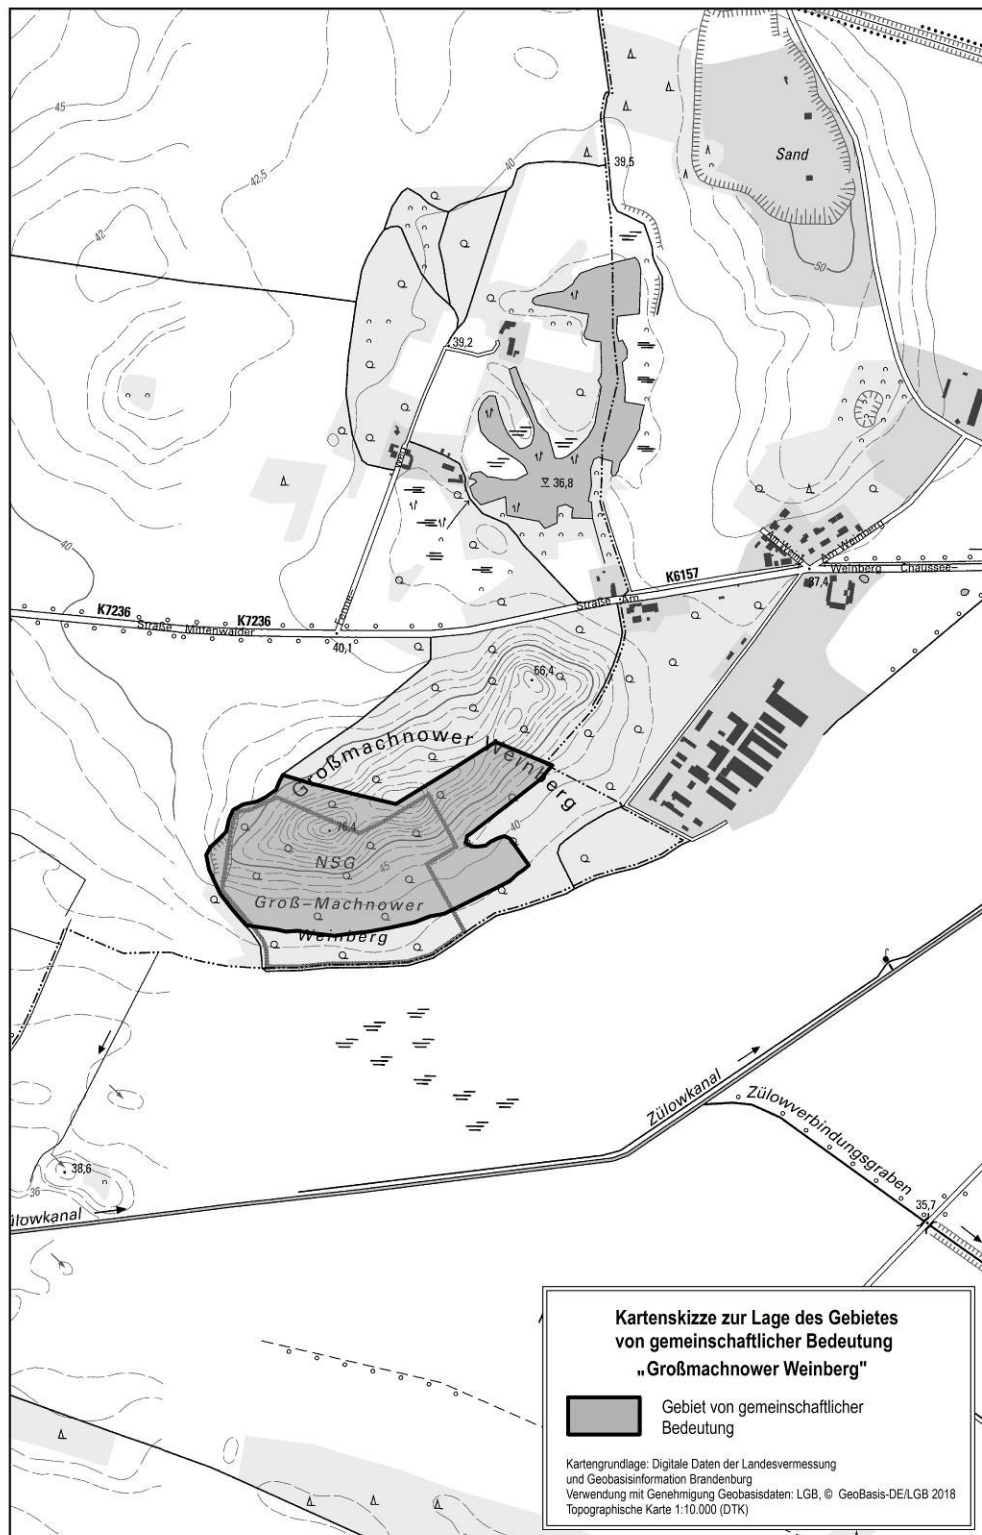 45
42,5
42
40
39,5
Sand
50
39,2
Weg
36,8
40
Am Weinberg
K6157
Weinberg Chaussee-
37,4
K7236
K7236
Straße Am
Straße Mittenwalder
40,1
66,4
Großmachnower Weinberg
76,4
40
NSG
45
Groß-Machnower
Weinberg
Zülowkanal
Zülowverbindungsgraben
38,6
36
35,7
ülowkanal
Kartenskizze zur Lage des Gebietes
von gemeinschaftlicher Bedeutung
„Großmachnower Weinberg"
Gebiet von gemeinschaftlicher
Bedeutung
Kartengrundlage: Digitale Daten der Landesvermessung
und Geobasisinformation Brandenburg
Verwendung mit Genehmigung Geobasisdaten: LGB, © GeoBasis-DE/LGB 2018
Topographische Karte 1:10.000 (DTK)